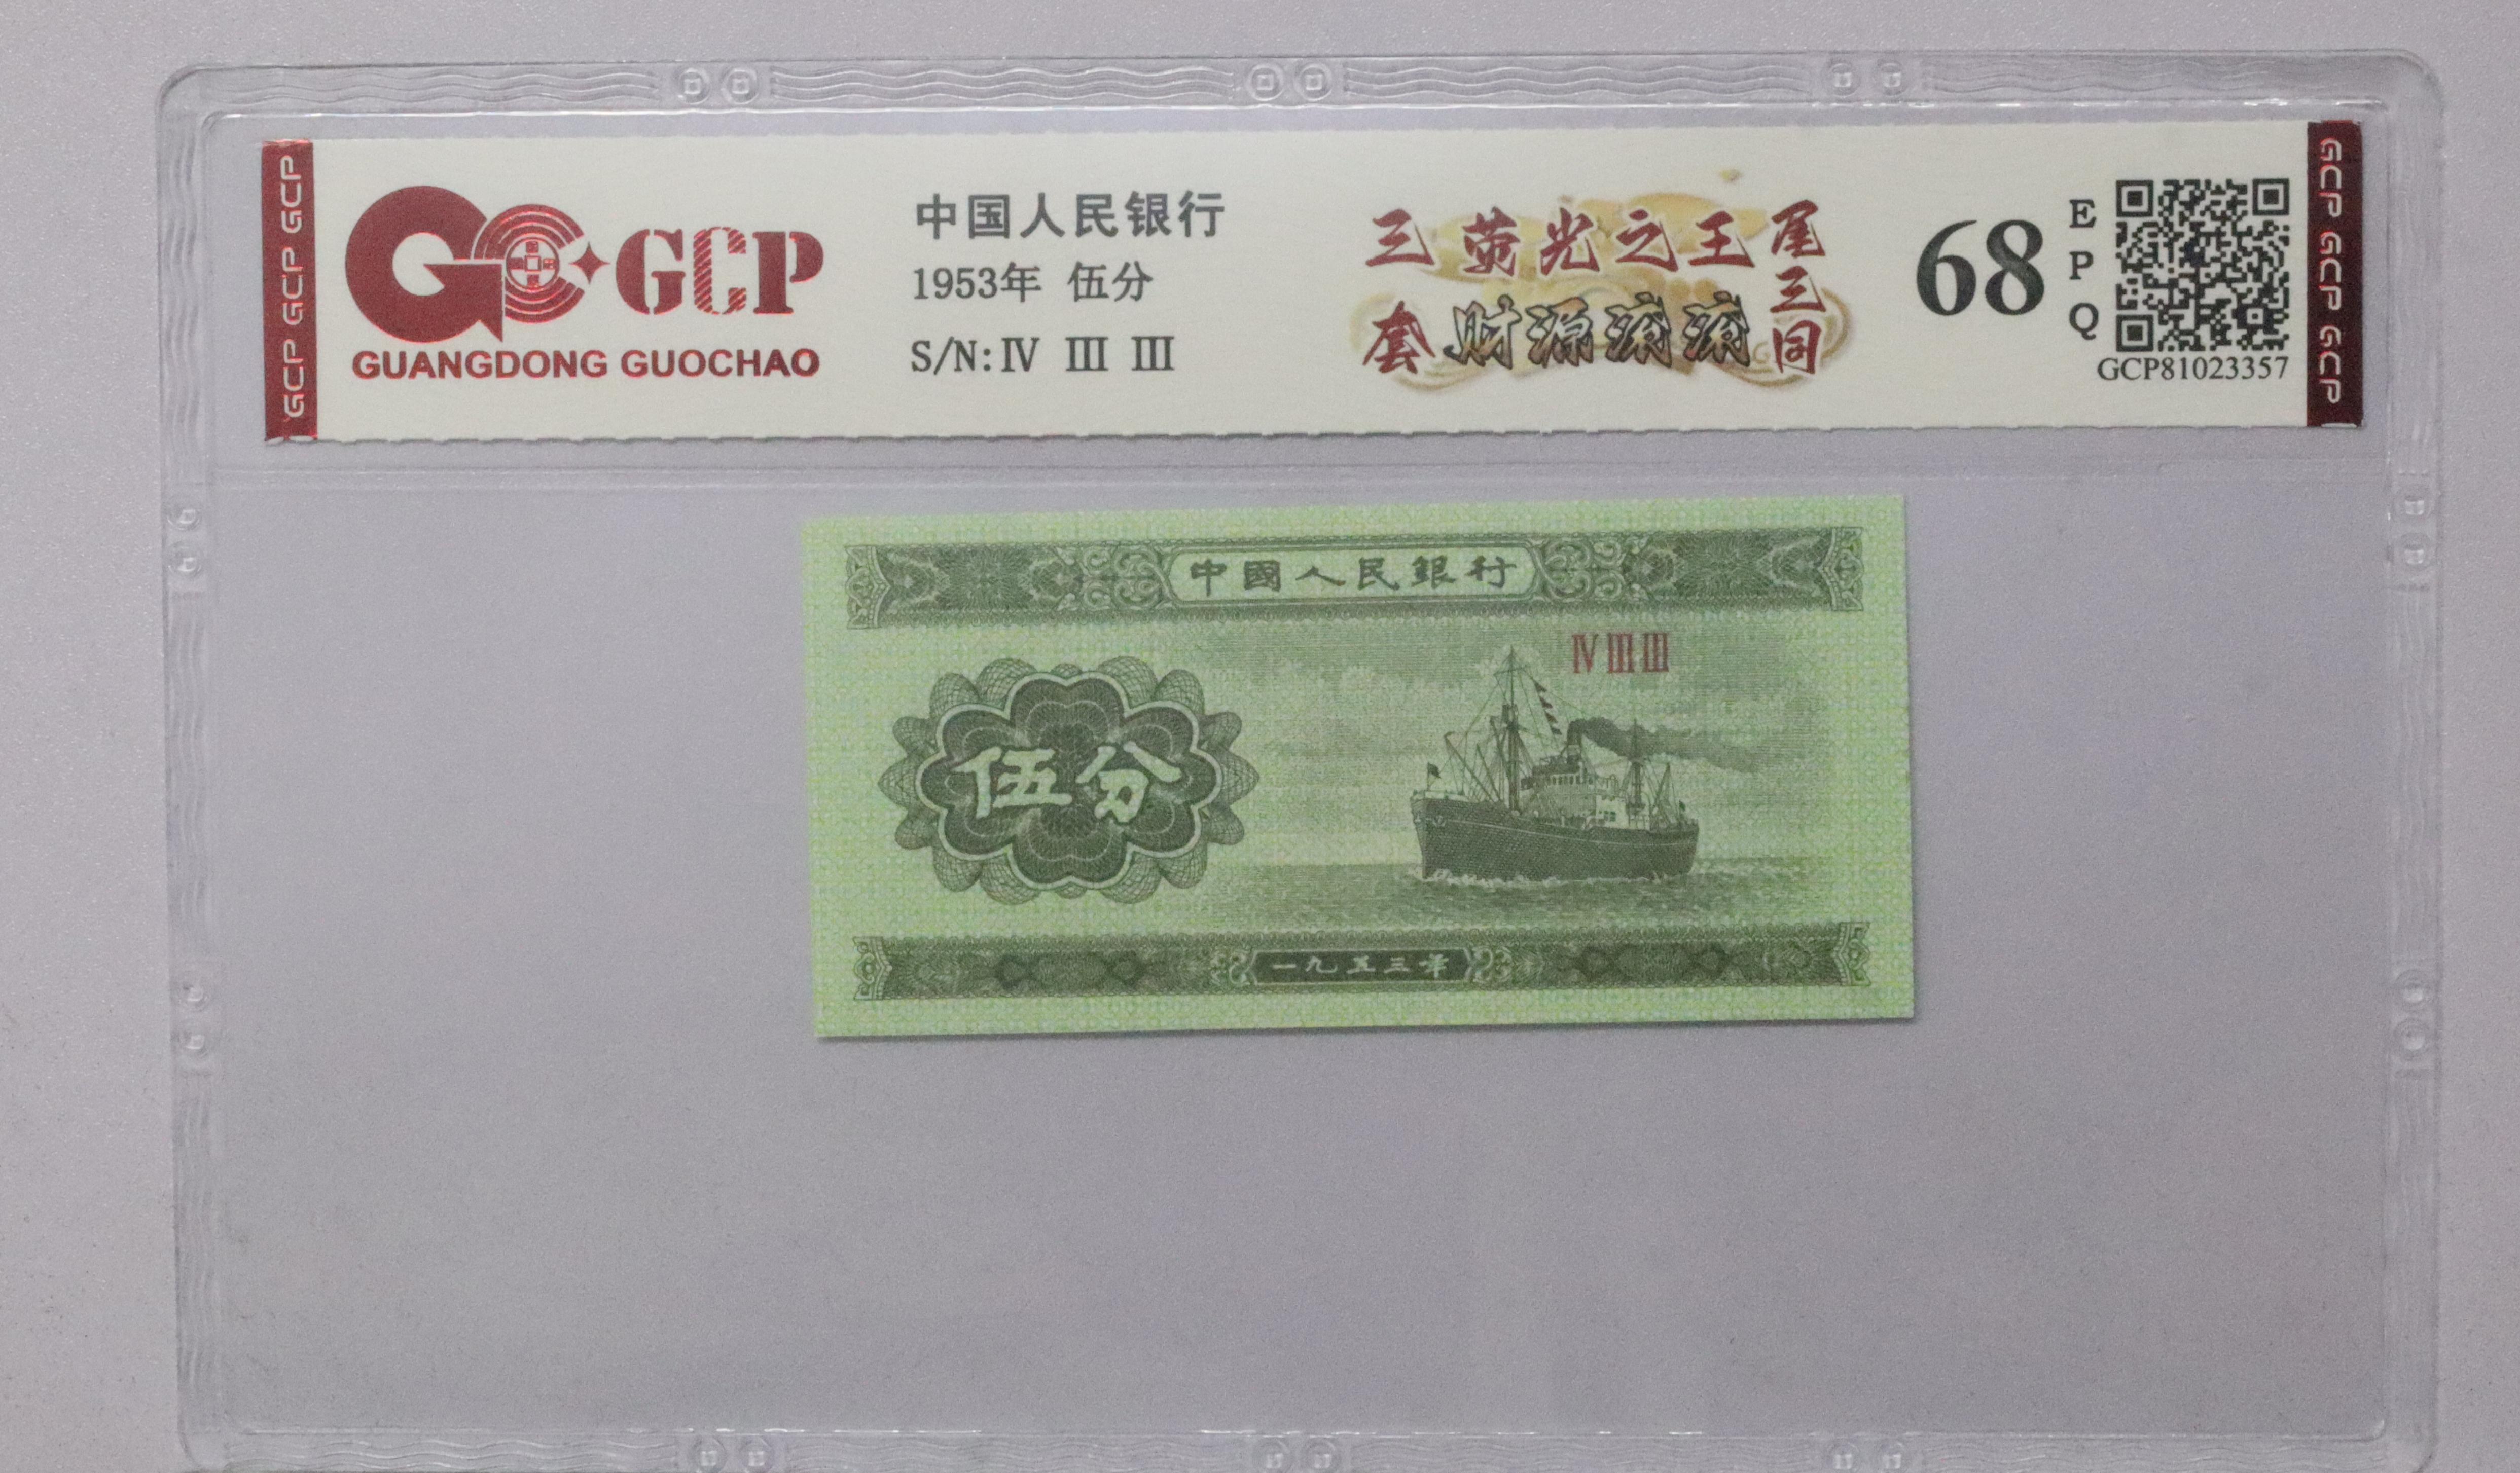 GCP GCP GCP
GCP
GUANGDONG GUOCHAO
中国人民银行
1953年 伍分
S/N: Ⅳ Ⅲ Ⅲ
三套
荧光之王
财源滚滚
尾三同
68
EPQ
GCP81023357
GCP GCP GCP
中國人民銀行
Ⅳ Ⅲ Ⅲ
伍分
一九五三年